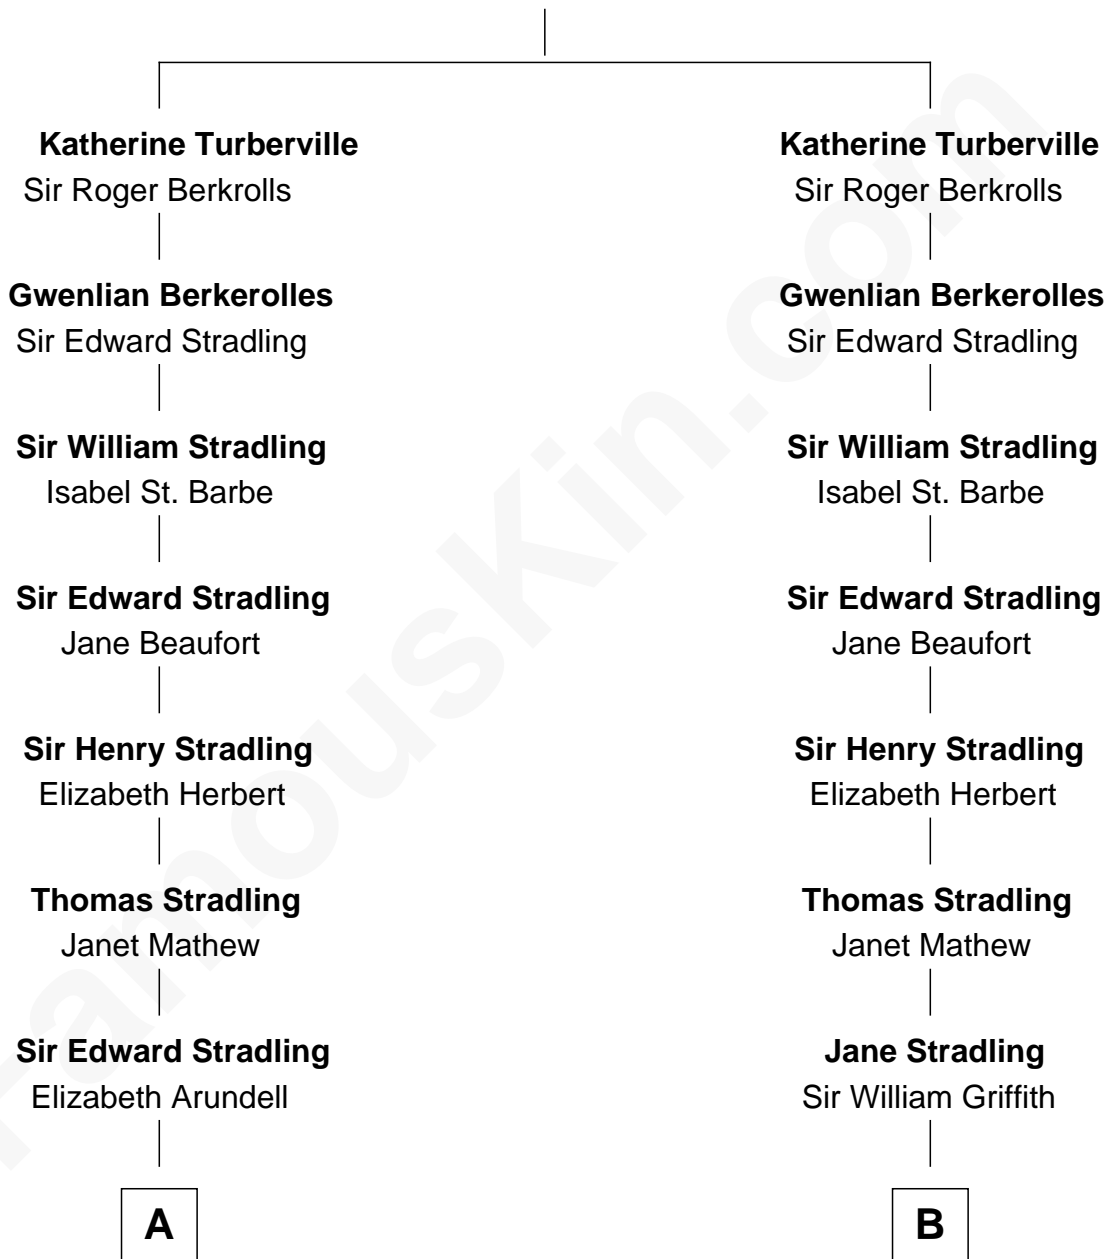 Katherine Turberville
Sir Roger Berkrolls
Gwenlian Berkerolles
Sir Edward Stradling
Sir William Stradling
Isabel St. Barbe
Sir Edward Stradling
Jane Beaufort
Sir Henry Stradling
Elizabeth Herbert
Thomas Stradling
Janet Mathew
Sir Edward Stradling
Elizabeth Arundell
A
Katherine Turberville
Sir Roger Berkrolls
Gwenlian Berkerolles
Sir Edward Stradling
Sir William Stradling
Isabel St. Barbe
Sir Edward Stradling
Jane Beaufort
Sir Henry Stradling
Elizabeth Herbert
Thomas Stradling
Janet Mathew
Jane Stradling
Sir William Griffith
B
FamousKin.com